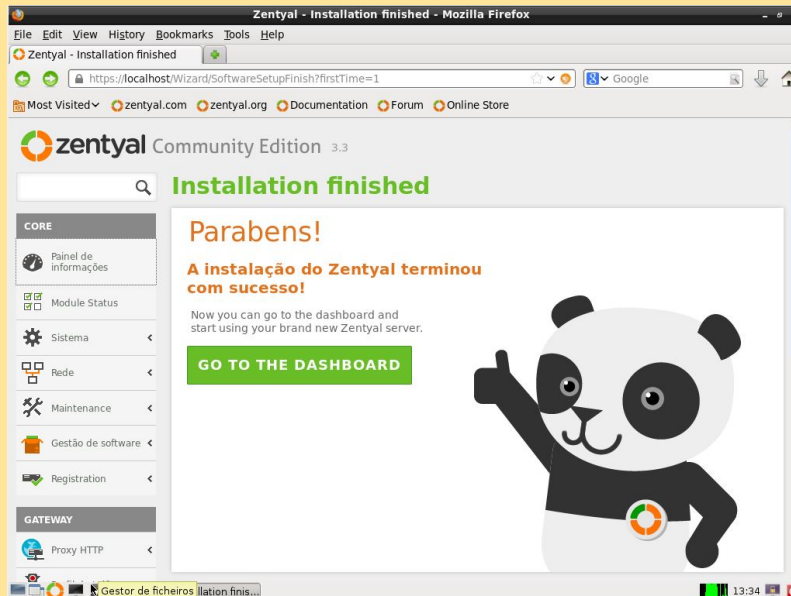 Zentyal - Installation finished - Mozilla Firefox
File Edit View History Bookmarks Tools Help
Zentyal - Installation finished
https://localhost/Wizard/SoftwareSetupFinish?firstTime=1
Google
Most Visited zentyal.com zentyal.org Documentation Forum Online Store
zentyal Community Edition 3.3
Installation finished
CORE
Painel de
informações
Module Status
Sistema
Rede
Maintenance
Gestão de software
Registration
GATEWAY
Proxy HTTP
Parabens!
A instalação do Zentyal terminou
com sucesso!
Now you can go to the dashboard and
start using your brand new Zentyal server.
GO TO THE DASHBOARD
Gestor de ficheiros
llation finis...
13:34